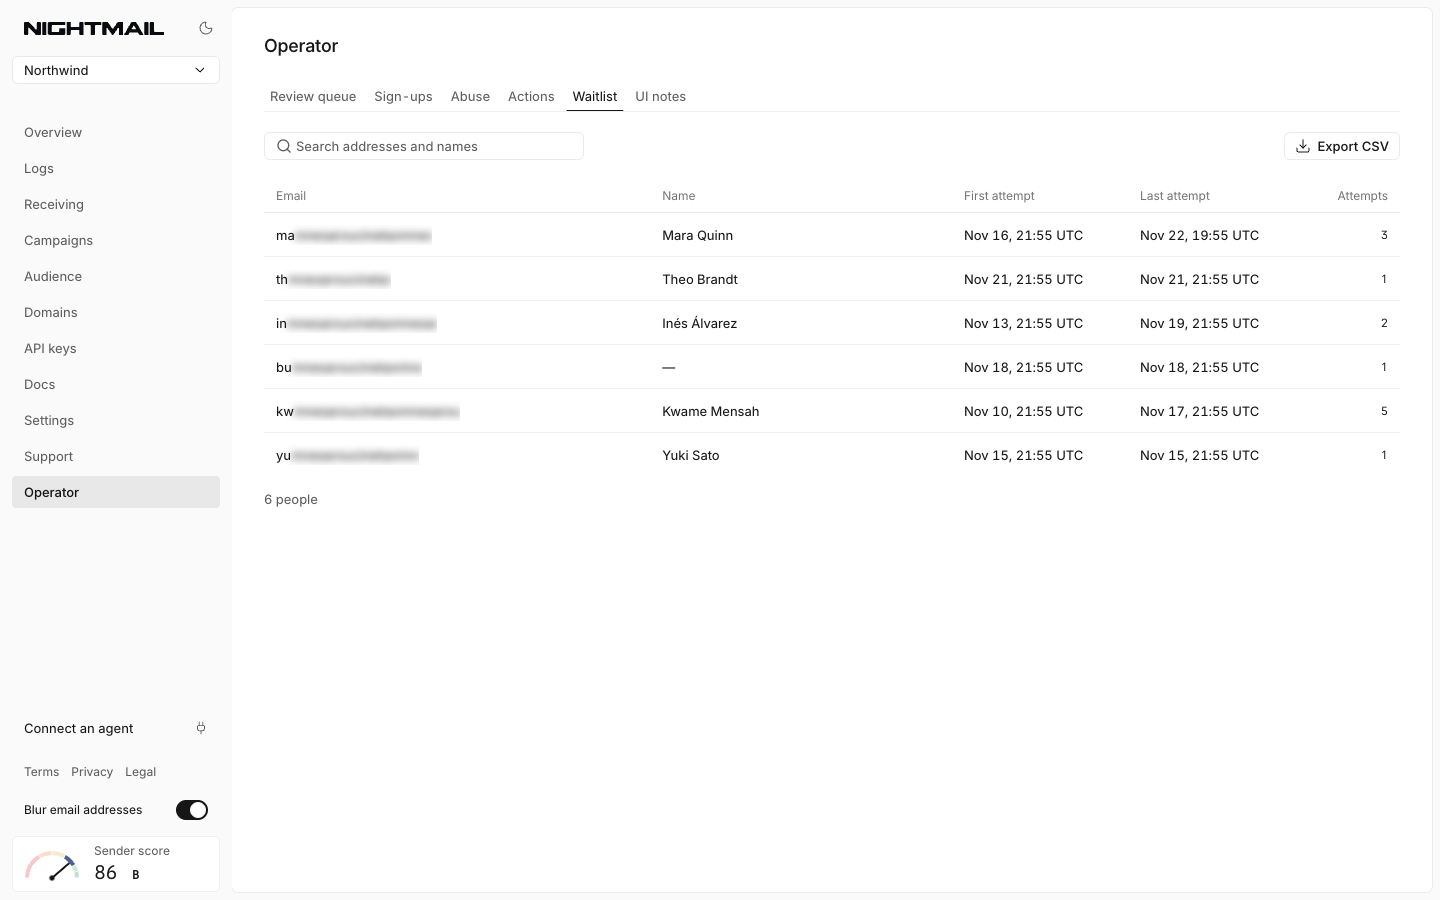 NIGHTMAIL
Northwind
Overview
Logs
Receiving
Campaigns
Audience
Domains
API keys
Docs
Settings
Support
Operator
Connect an agent
Terms Privacy Legal
Blur email addresses
Sender score
86 B
Operator
Review queue Sign-ups Abuse Actions Waitlist UI notes
Search addresses and names
Export CSV
Email Name First attempt Last attempt Attempts
ma Mara Quinn Nov 16, 21:55 UTC Nov 22, 19:55 UTC 3
th Theo Brandt Nov 21, 21:55 UTC Nov 21, 21:55 UTC 1
in Inés Álvarez Nov 13, 21:55 UTC Nov 19, 21:55 UTC 2
bu — Nov 18, 21:55 UTC Nov 18, 21:55 UTC 1
kw Kwame Mensah Nov 10, 21:55 UTC Nov 17, 21:55 UTC 5
yu Yuki Sato Nov 15, 21:55 UTC Nov 15, 21:55 UTC 1
6 people